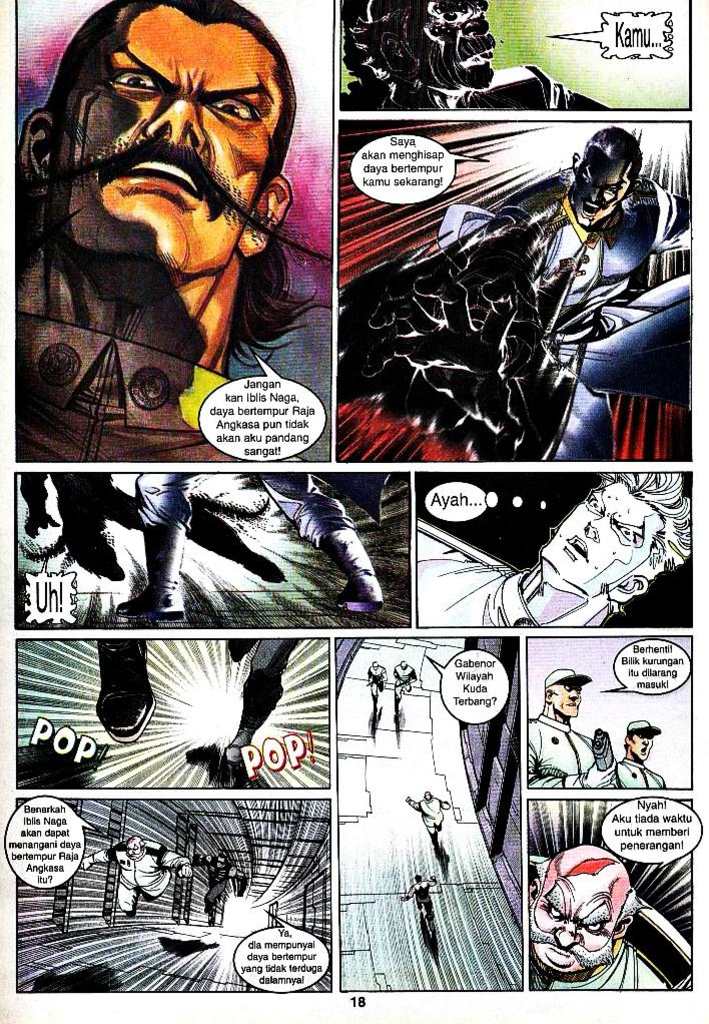 Jangan
kan Iblis Naga,
daya bertempur Raja
Angkasa pun tidak
akan aku pandang
sangat!
Kamu...
Saya
akan menghisap
daya bertempur
kamu sekarang!
Uh!
Ayah...
POP
POP!
Gabenor
Wilayah
Kuda
Terbang?
Berhenti!
Bilik kurungan
itu dilarang
masuk!
Benarkah
Iblis Naga
akan dapat
menangani daya
bertempur Raja
Angkasa
itu?
Ya,
dia mempunyai
daya bertempur
yang tidak terduga
dalamnya!
Nyah!
Aku tiada waktu
untuk memberi
penerangan!
18